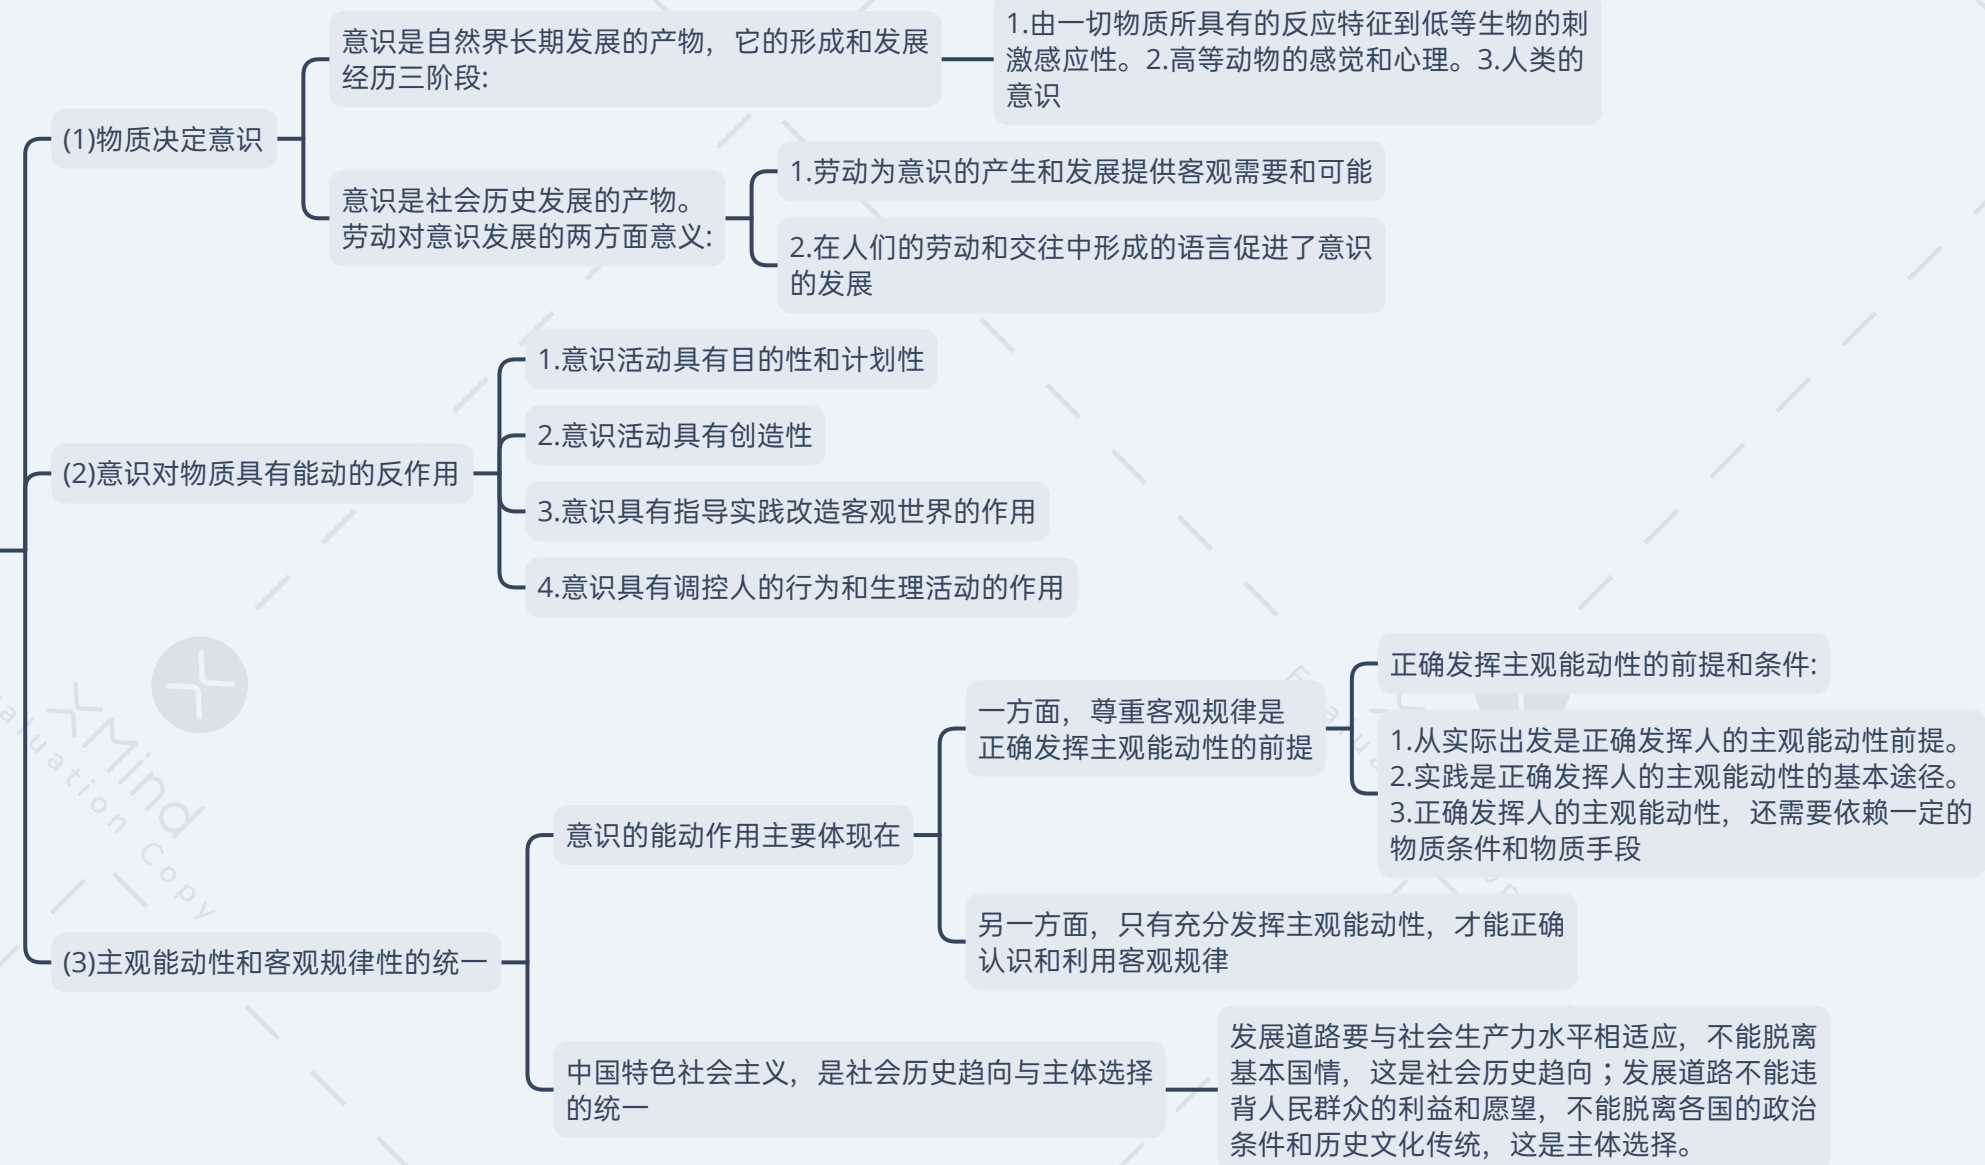 (1)物质决定意识
意识是自然界长期发展的产物，它的形成和发展
经历三阶段:
1.由一切物质所具有的反应特征到低等生物的刺
激感应性。2.高等动物的感觉和心理。3.人类的
意识
意识是社会历史发展的产物。
劳动对意识发展的两方面意义:
1.劳动为意识的产生和发展提供客观需要和可能
2.在人们的劳动和交往中形成的语言促进了意识
的发展
(2)意识对物质具有能动的反作用
1.意识活动具有目的性和计划性
2.意识活动具有创造性
3.意识具有指导实践改造客观世界的作用
4.意识具有调控人的行为和生理活动的作用
(3)主观能动性和客观规律性的统一
意识的能动作用主要体现在
一方面，尊重客观规律是
正确发挥主观能动性的前提
正确发挥主观能动性的前提和条件:
1.从实际出发是正确发挥人的主观能动性前提。
2.实践是正确发挥人的主观能动性的基本途径。
3.正确发挥人的主观能动性，还需要依赖一定的
物质条件和物质手段
另一方面，只有充分发挥主观能动性，才能正确
认识和利用客观规律
中国特色社会主义，是社会历史趋向与主体选择
的统一
发展道路要与社会生产力水平相适应，不能脱离
基本国情，这是社会历史趋向；发展道路不能违
背人民群众的利益和愿望，不能脱离各国的政治
条件和历史文化传统，这是主体选择。
XMind
aluation Copy